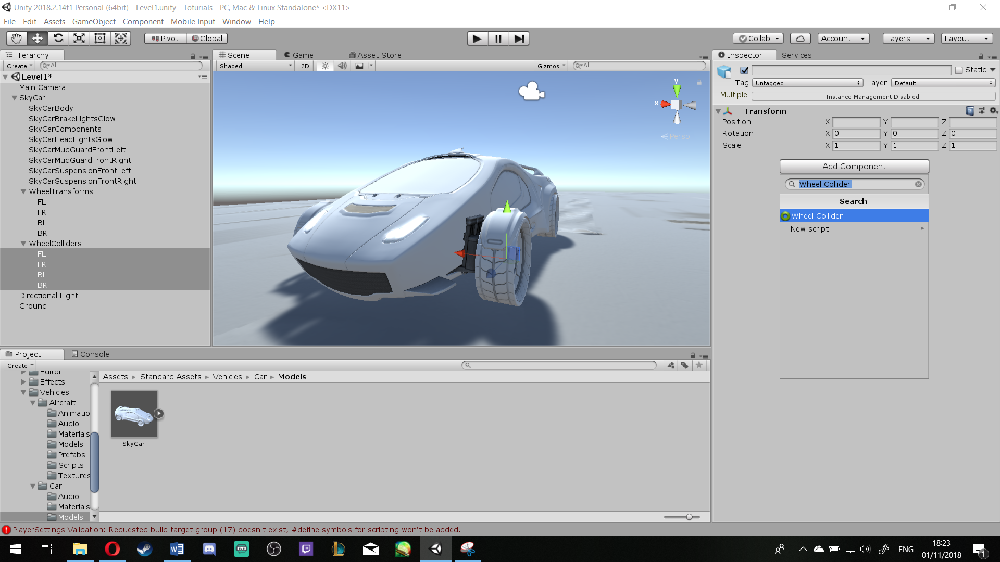 Unity 2018.2.14f1 Personal (64bit) - Level1.unity - Toturials - PC, Mac & Linux Standalone* <DX11>
File Edit Assets GameObject Component Mobile Input Window Help
Pivot Global Collab Account Layers Layout
Hierarchy
Create All
Level1*
Main Camera
SkyCar
SkyCarBody
SkyCarBrakeLightsGlow
SkyCarComponents
SkyCarHeadLightsGlow
SkyCarMudGuardFrontLeft
SkyCarMudGuardFrontRight
SkyCarSuspensionFrontLeft
SkyCarSuspensionFrontRight
WheelTransforms
FL
FR
BL
BR
WheelColliders
FL
FR
BL
BR
Directional Light
Ground
Scene Game Asset Store
Shaded 2D Gizmos All
y
x
Persp
Inspector Services
Static
Tag Untagged Layer Default
Multiple Instance Management Disabled
Transform
Position X — Y — Z —
Rotation X 0 Y 0 Z 0
Scale X 1 Y 1 Z 1
Add Component
Wheel Collider
Search
Wheel Collider
New script
Project Console
Create
Editor
Effects
Vehicles
Aircraft
Animatio
Audio
Materials
Models
Prefabs
Scripts
Textures
Car
Audio
Materials
Models
Assets Standard Assets Vehicles Car Models
SkyCar
PlayerSettings Validation: Requested build target group (17) doesn't exist; #define symbols for scripting won't be added.
ENG
18:23
01/11/2018
1